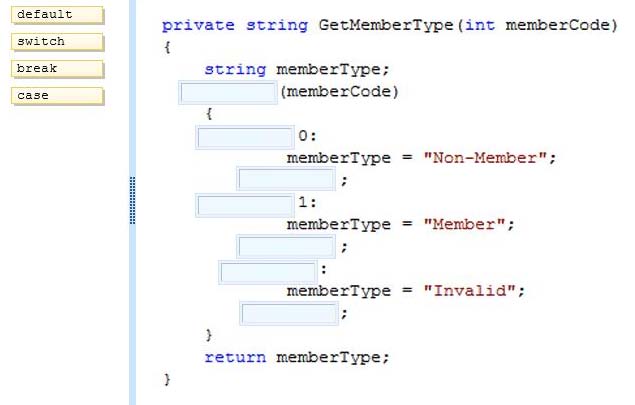 default
switch
break
case
private string GetMemberType(int memberCode)
{
string memberType;
(memberCode)
{
0:
memberType = "Non-Member";
;
1:
memberType = "Member";
;
:
memberType = "Invalid";
;
}
return memberType;
}